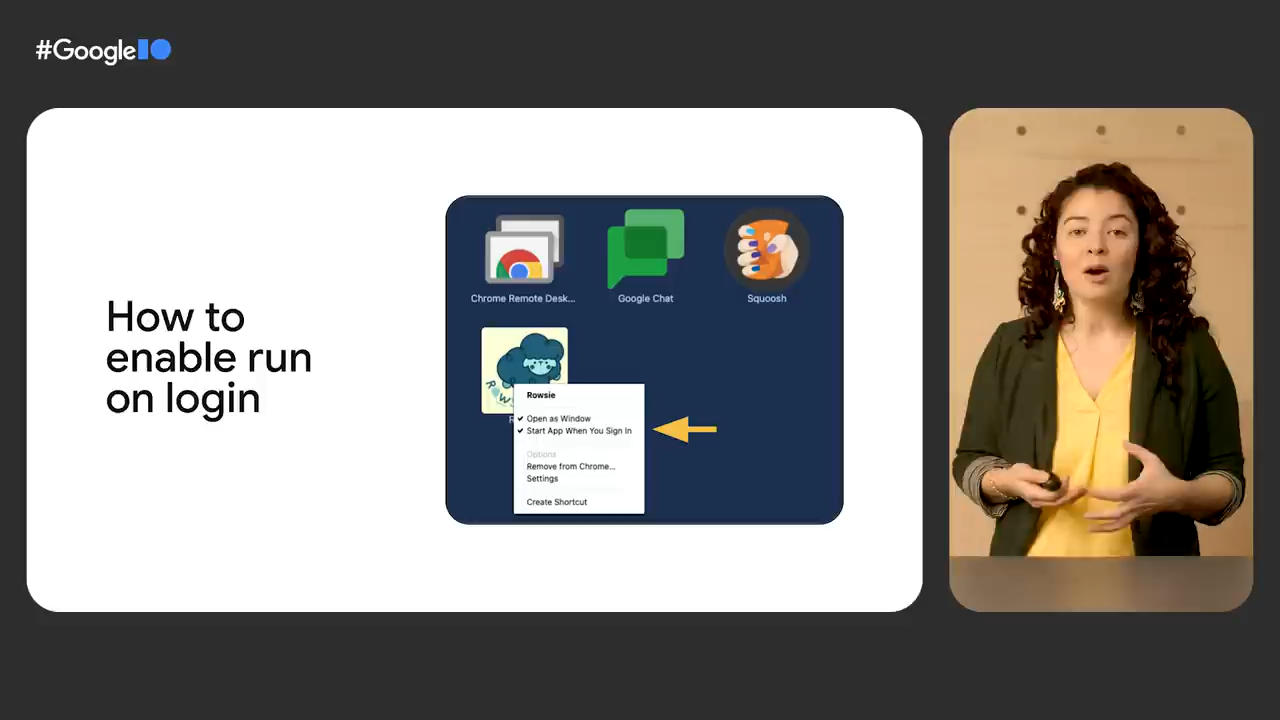 #GoogleIO
How to
enable run
on login
Chrome Remote Desk...
Google Chat
Squoosh
Rowsie
✔ Open as Window
✔ Start App When You Sign In
Options
Remove from Chrome...
Settings
Create Shortcut